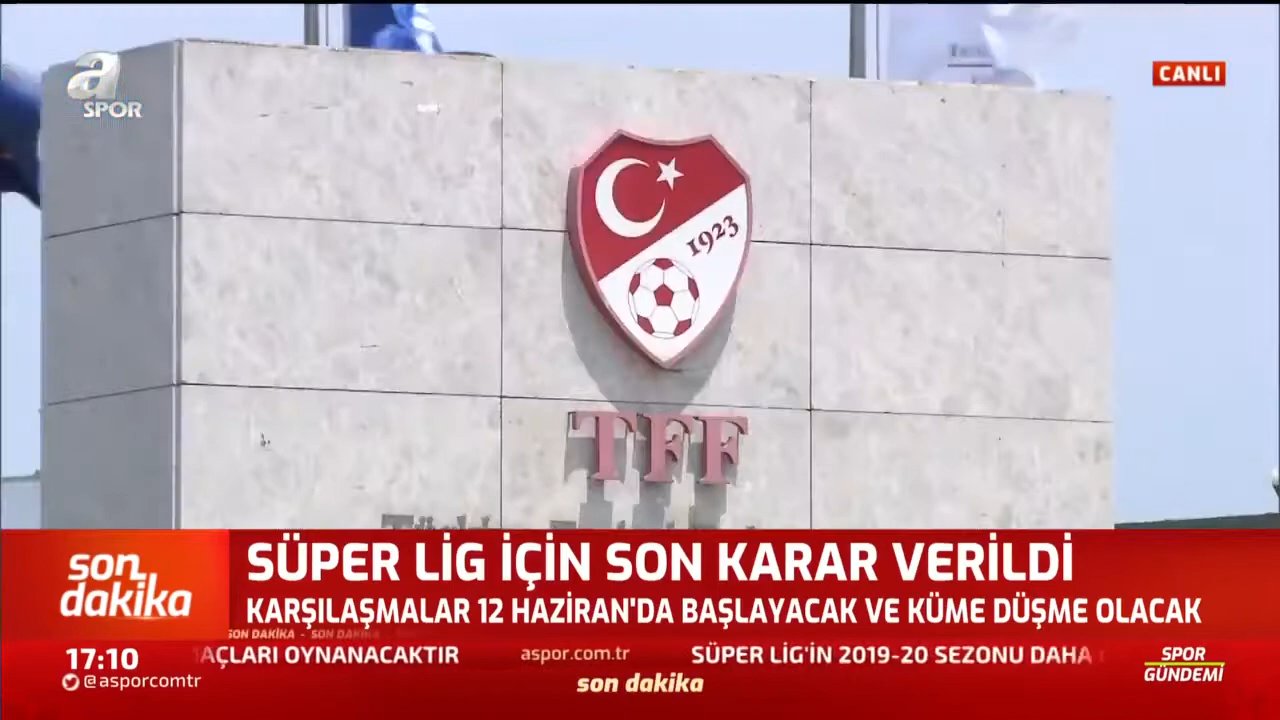 a
SPOR
CANLI
1923
TFF
son
dakika
SÜPER LİG İÇİN SON KARAR VERİLDİ
KARŞILAŞMALAR 12 HAZİRAN'DA BAŞLAYACAK VE KÜME DÜŞME OLACAK
SON DAKİKA - SON DAKİKA
17:10
AÇLARI OYNANACAKTIR
aspor.com.tr
SÜPER LİG'İN 2019-20 SEZONU DAHA
SPOR
GÜNDEMİ
@asporcomtr
son dakika